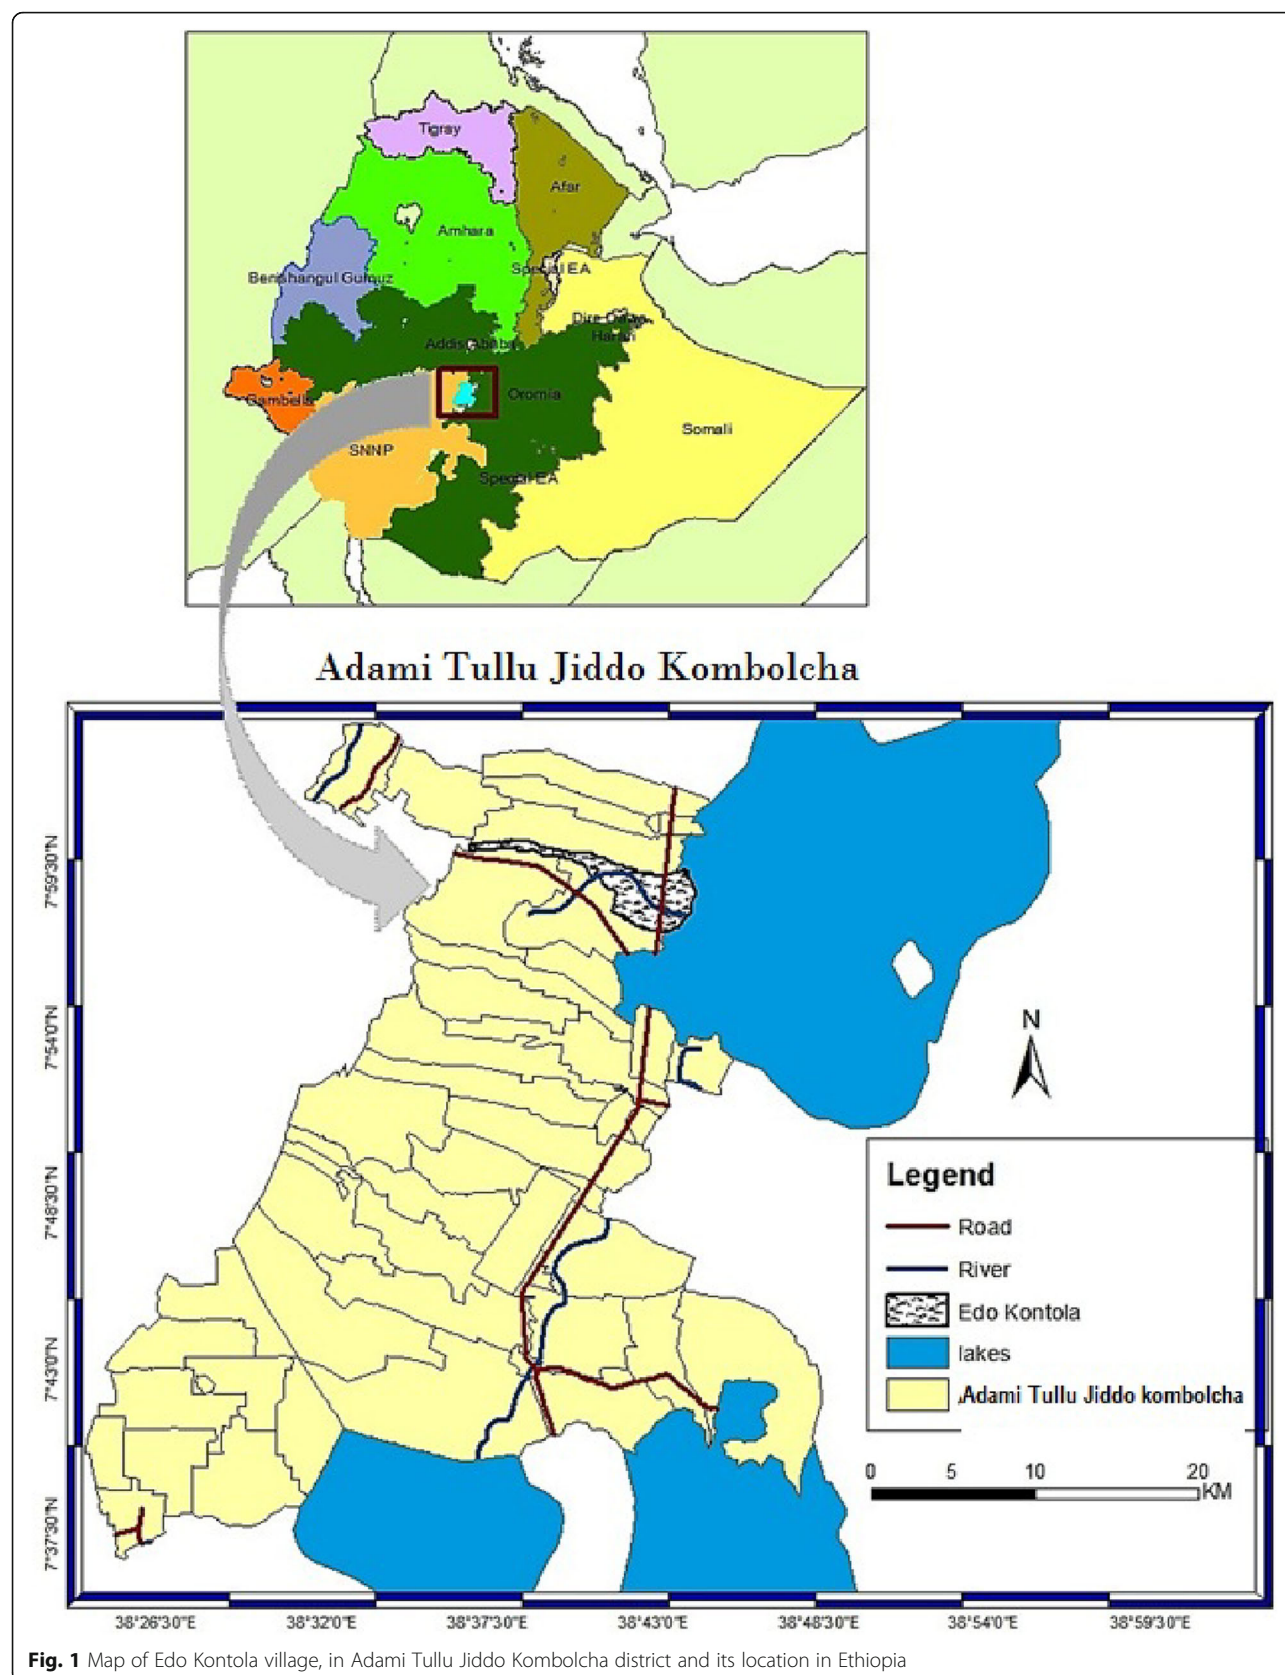 Tigray
Afar
Amhara
Special EA
Benishangul Gumuz
Dire Dawa
Harari
Addis Ababa
Gambella
Oromia
Somali
SNNP
Special EA
Adami Tullu Jiddo Kombolcha
7°59'30"N
7°54'0"N
7°48'30"N
7°43'0"N
7°37'30"N
N
Legend
Road
River
Edo Kontola
lakes
Adami Tullu Jiddo kombolcha
0 5 10 20
KM
38°26'30"E 38°32'0"E 38°37'30"E 38°43'0"E 38°48'30"E 38°54'0"E 38°59'30"E
Fig. 1 Map of Edo Kontola village, in Adami Tullu Jiddo Kombolcha district and its location in Ethiopia